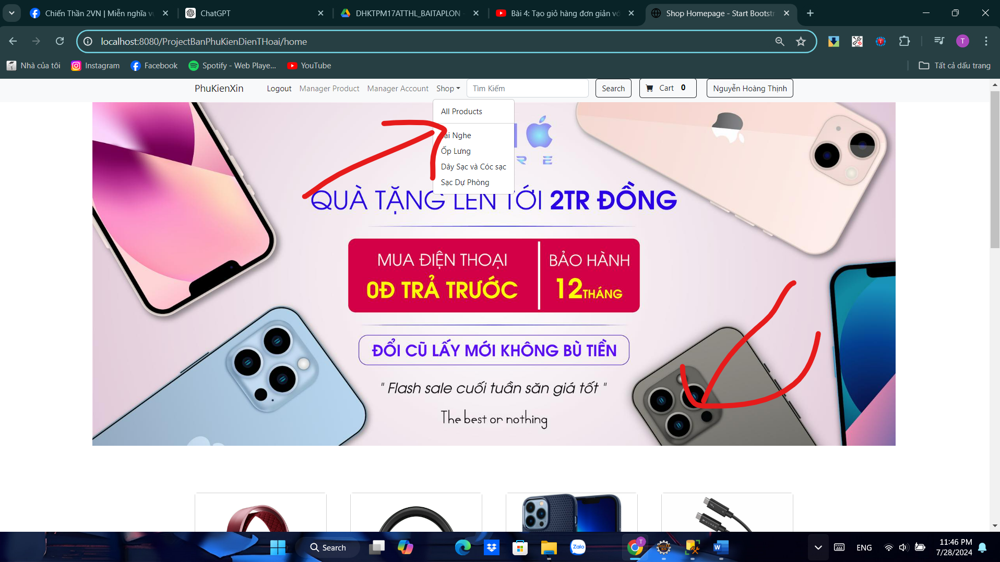 Chiến Thần 2VN | Miễn nghĩa v
ChatGPT
DHKTPM17ATTHL_BAITAPLON
Bài 4: Tạo giỏ hàng đơn giản vớ
Shop Homepage - Start Bootstr
localhost:8080/ProjectBanPhuKienDienTHoai/home
T
Nhà của tôi
Instagram
Facebook
Spotify - Web Playe...
YouTube
Tất cả dấu trang
PhuKienXin
Logout
Manager Product
Manager Account
Shop
Tìm Kiếm
Search
Cart 0
Nguyễn Hoàng Thịnh
All Products
ai Nghe
Ốp Lưng
Dây Sạc và Cóc sạc
Sạc Dự Phòng
R E
QUÀ TẶNG LÊN TỚI 2TR ĐỒNG
MUA ĐIỆN THOẠI
0Đ TRẢ TRƯỚC
BẢO HÀNH
12 THÁNG
ĐỔI CŨ LẤY MỚI KHÔNG BÙ TIỀN
" Flash sale cuối tuần săn giá tốt "
The best or nothing
Search
Zalo
T
ENG
11:46 PM
7/28/2024